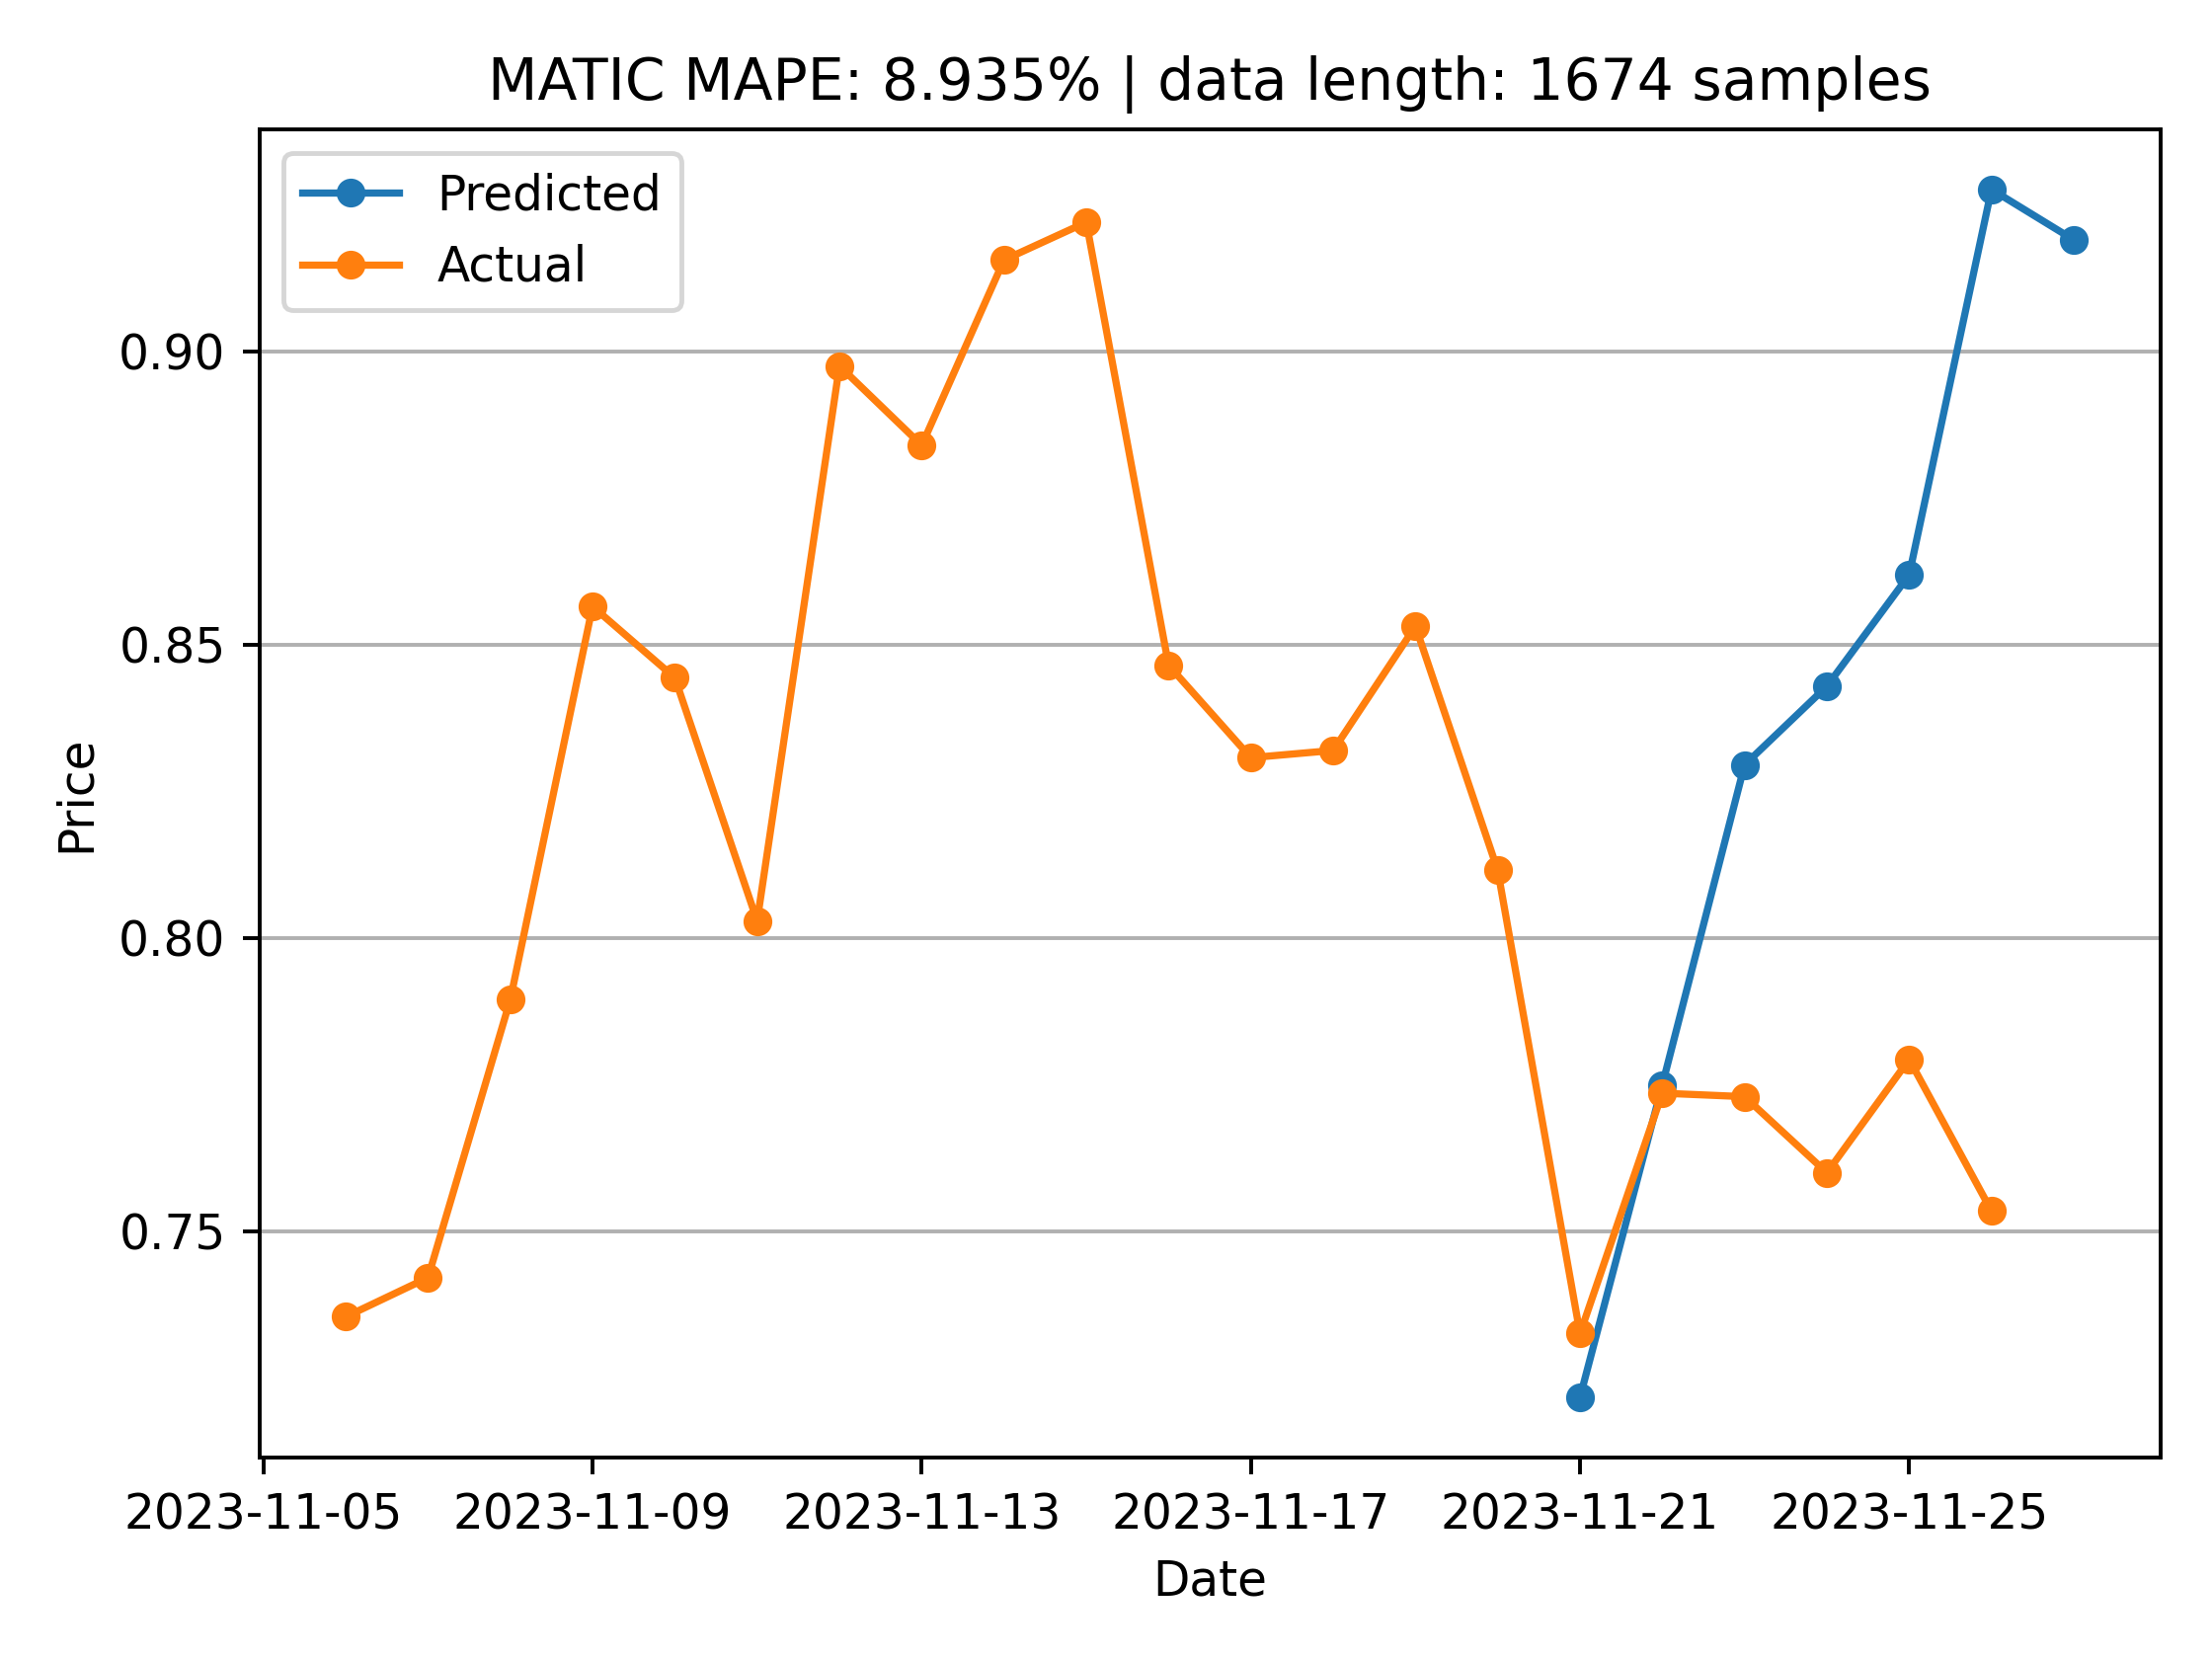 MATIC MAPE: 8.935% | data length: 1674 samples
Predicted
Actual
0.90
0.85
0.80
0.75
Price
2023-11-05 2023-11-09 2023-11-13 2023-11-17 2023-11-21 2023-11-25
Date